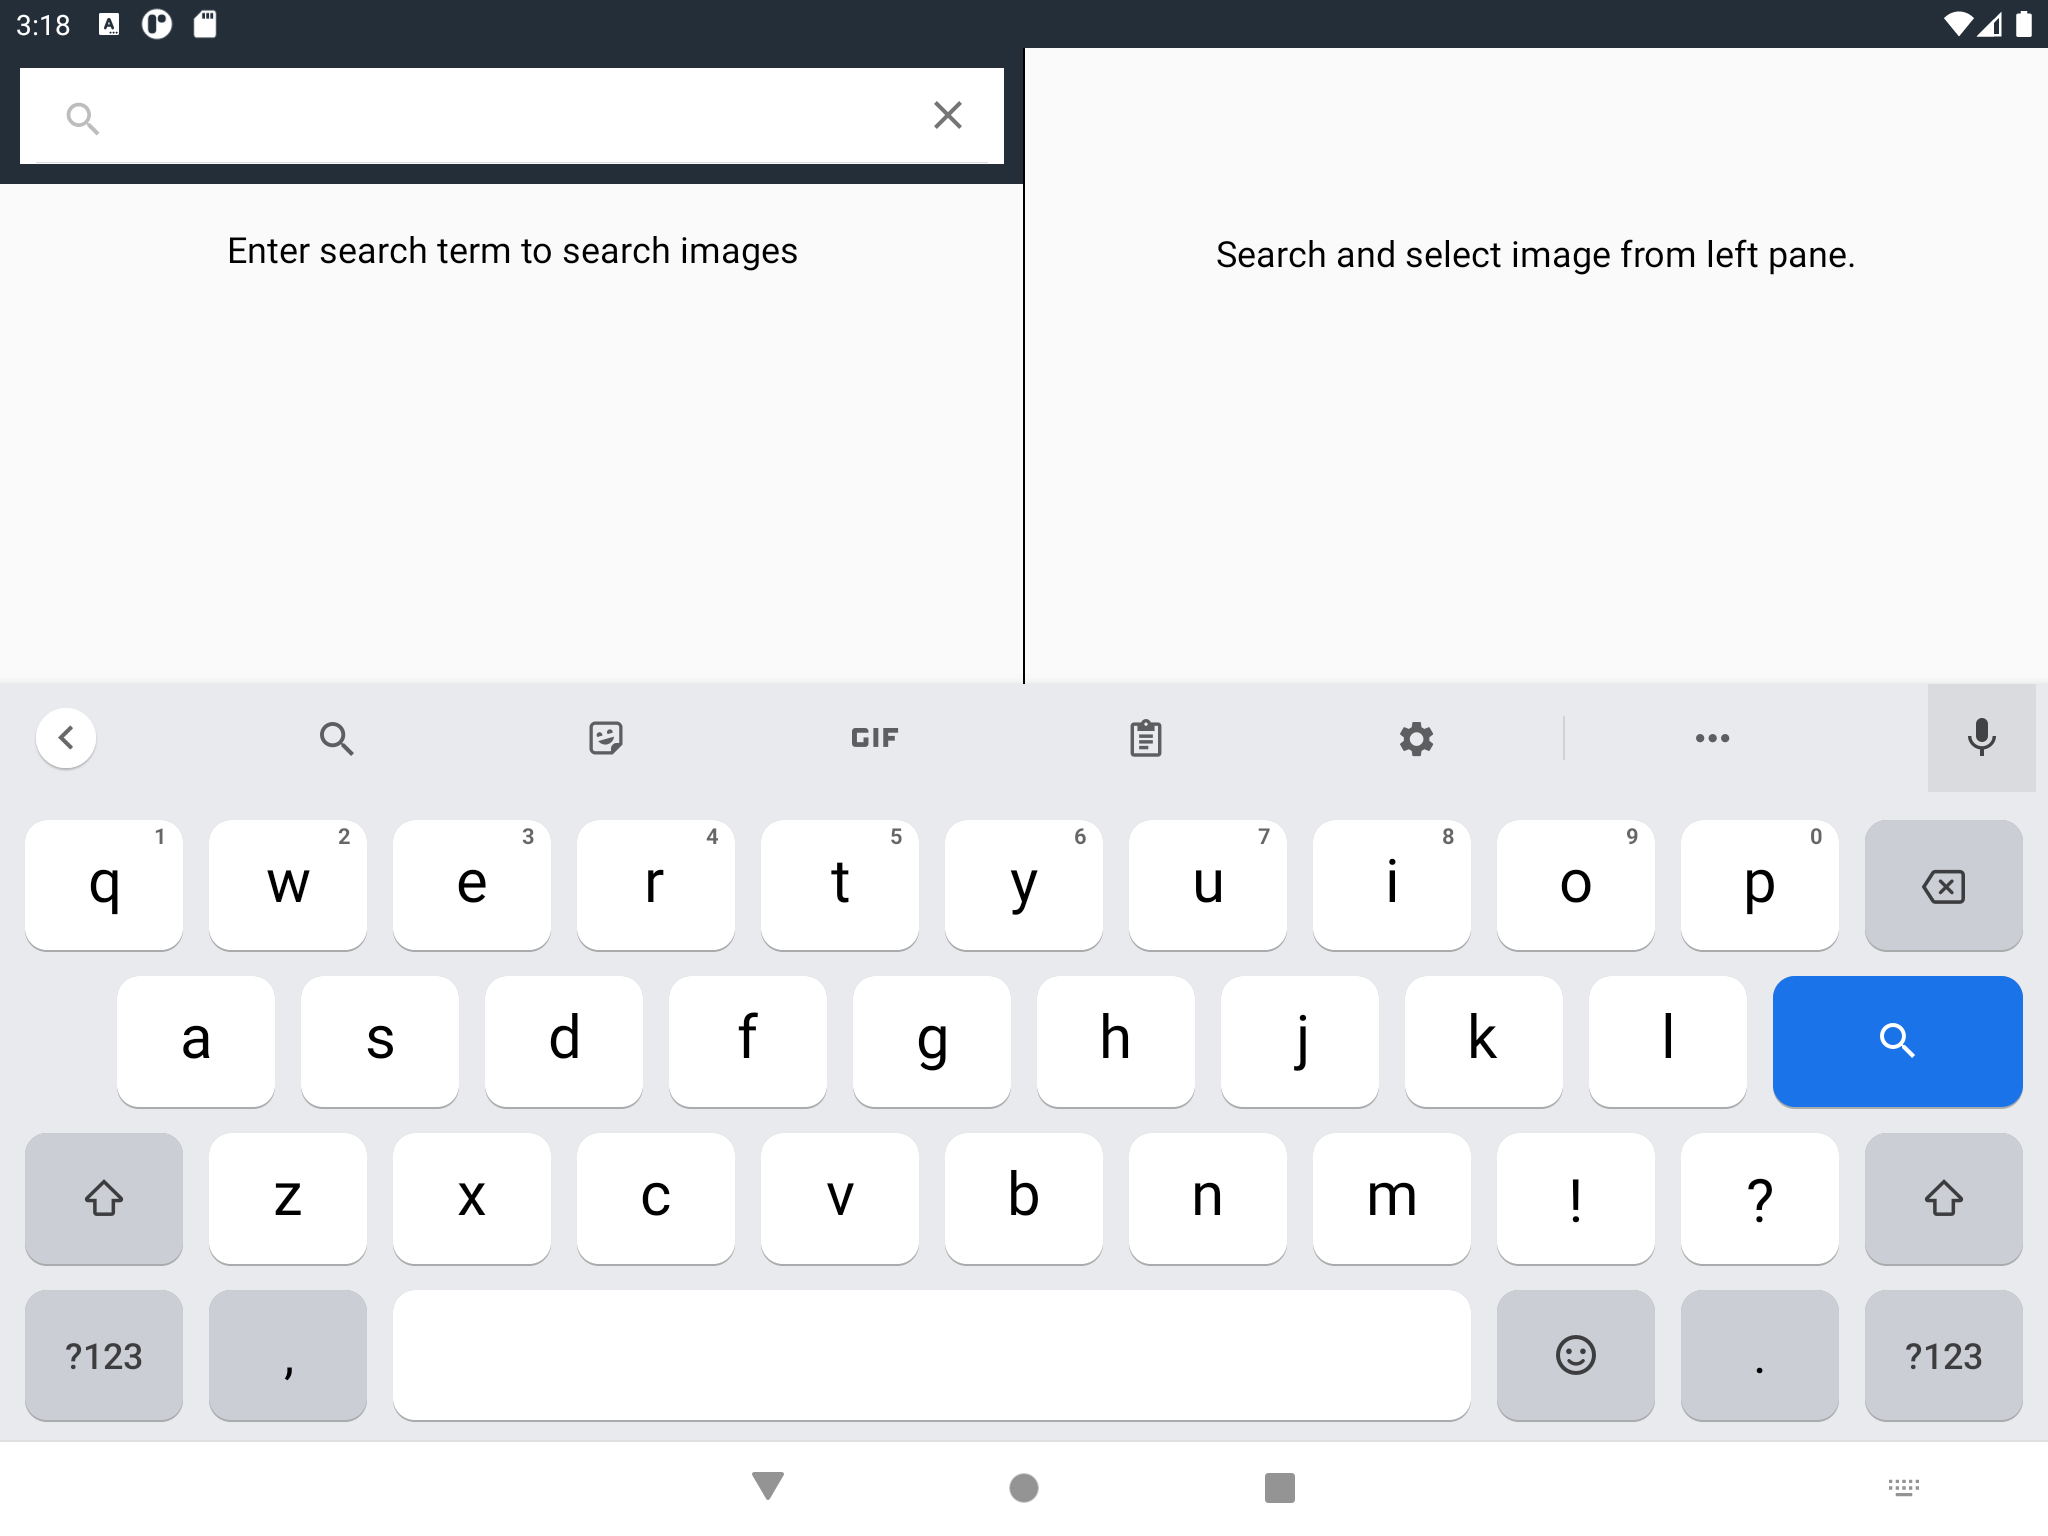 3:18
Enter search term to search images
Search and select image from left pane.
GIF
q 1 w 2 e 3 r 4 t 5 y 6 u 7 i 8 o 9 p 0
a s d f g h j k l
z x c v b n m ! ?
?123 , . ?123